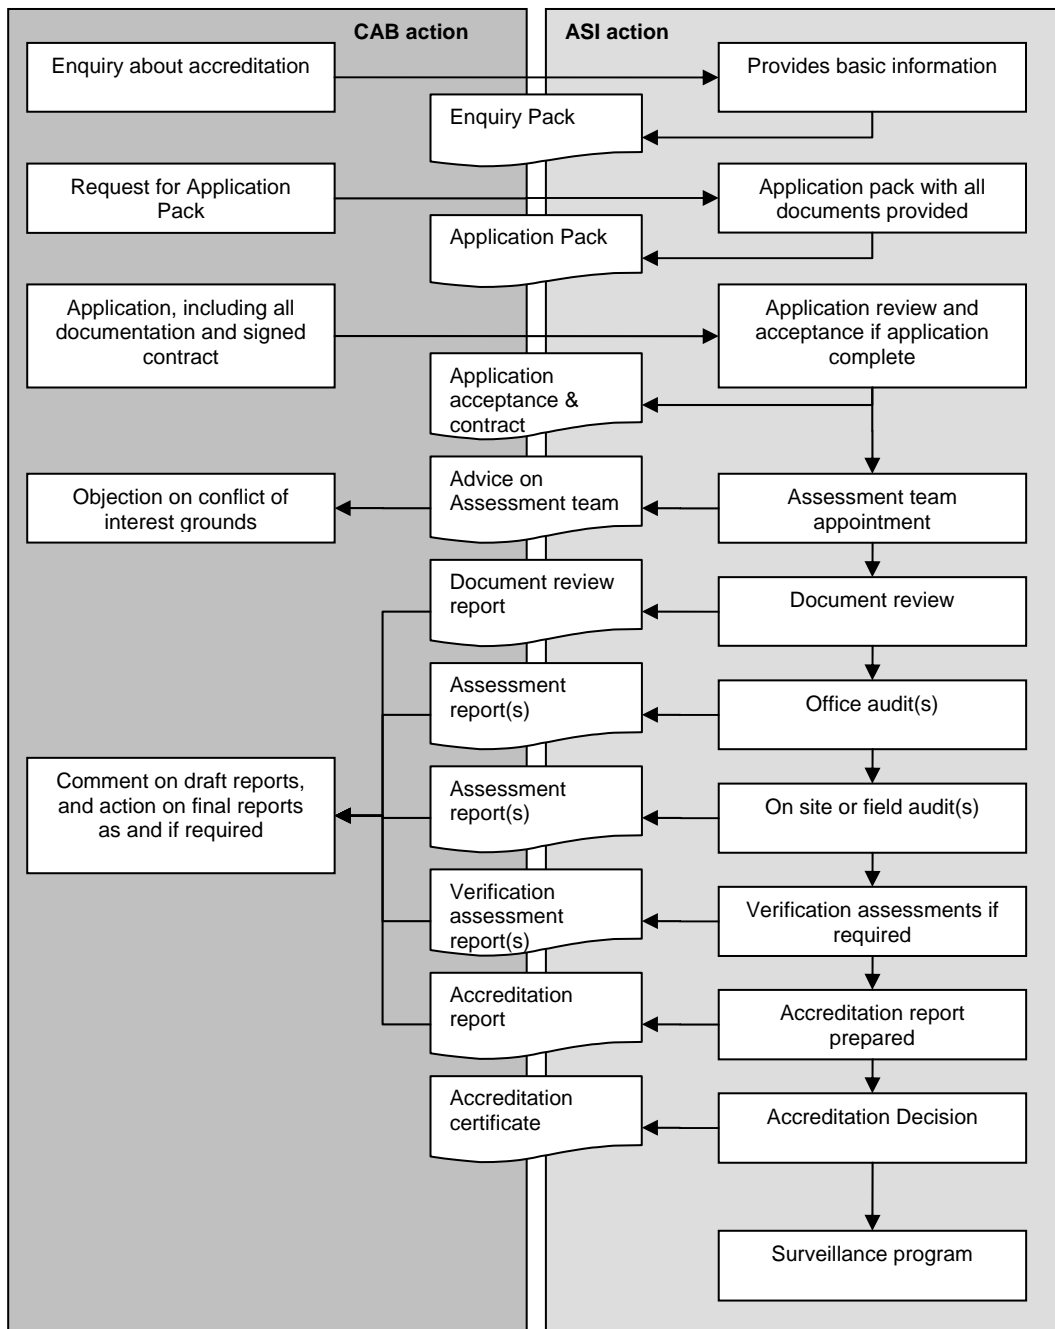 CAB action
ASI action
Enquiry about accreditation
Provides basic information
Enquiry Pack
Request for Application
Pack
Application pack with all
documents provided
Application Pack
Application, including all
documentation and signed
contract
Application review and
acceptance if application
complete
Application
acceptance &
contract
Objection on conflict of
interest grounds
Advice on
Assessment team
Assessment team
appointment
Document review
report
Document review
Assessment
report(s)
Office audit(s)
Comment on draft reports,
and action on final reports
as and if required
Assessment
report(s)
On site or field audit(s)
Verification
assessment
report(s)
Verification assessments if
required
Accreditation
report
Accreditation report
prepared
Accreditation
certificate
Accreditation Decision
Surveillance program